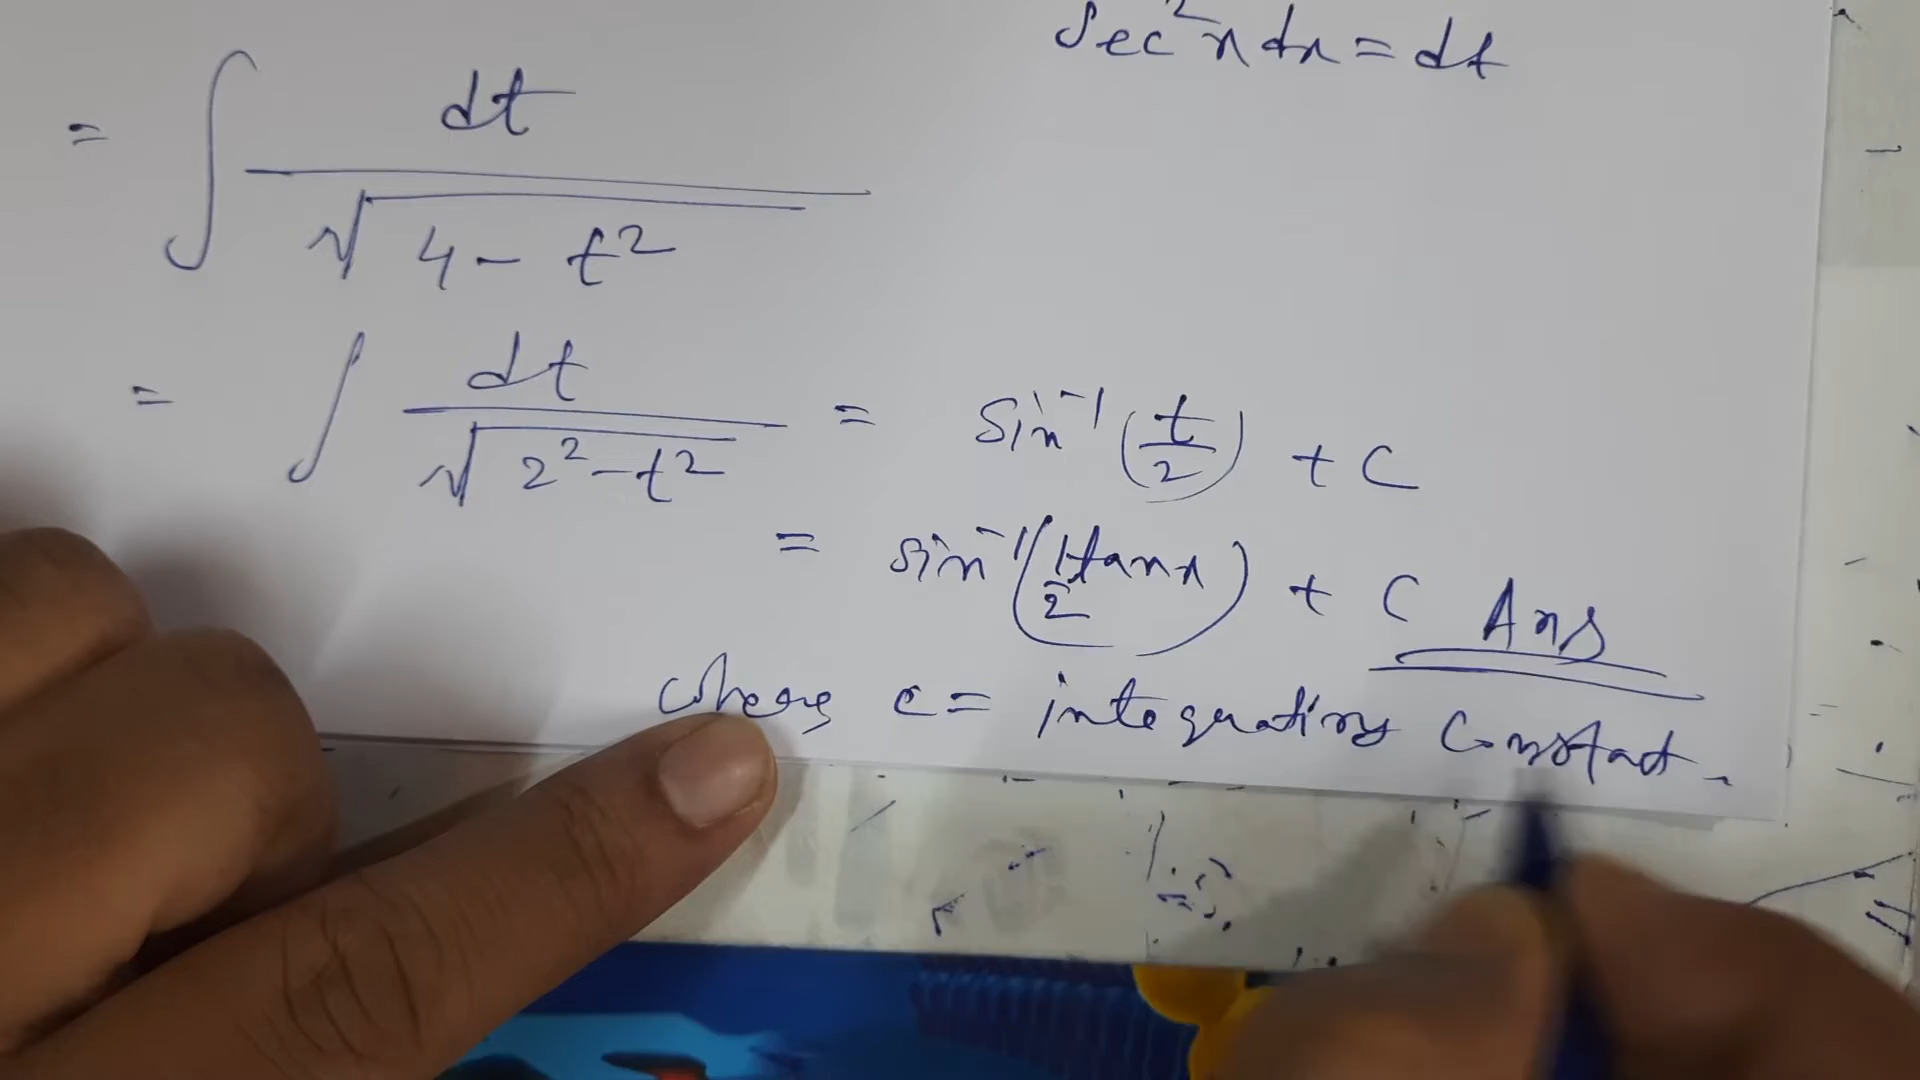 sec²x dx = dt
= ∫ dt / √(4 - t²)
= ∫ dt / √(2² - t²) = Sin⁻¹(t/2) + C
= sin⁻¹(1/2 tanx) + C Ans
where c = integrating Constant.